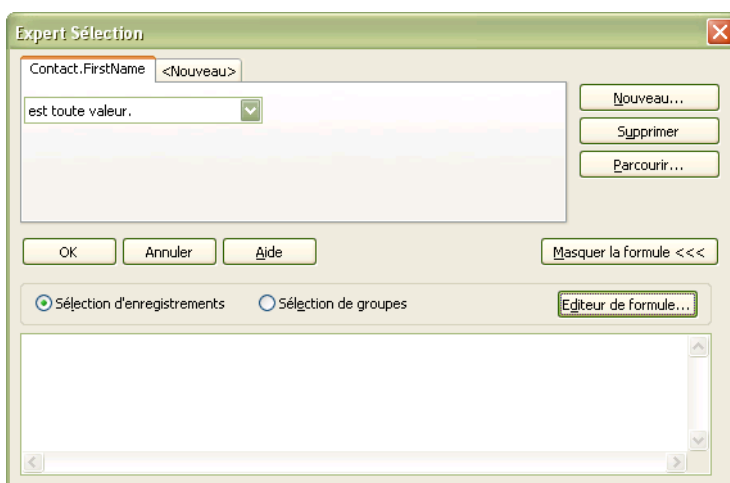 Expert Sélection
Contact.FirstName <Nouveau>
est toute valeur.
Nouveau...
Supprimer
Parcourir...
OK Annuler Aide Masquer la formule <<<
Sélection d'enregistrements Sélection de groupes Editeur de formule...